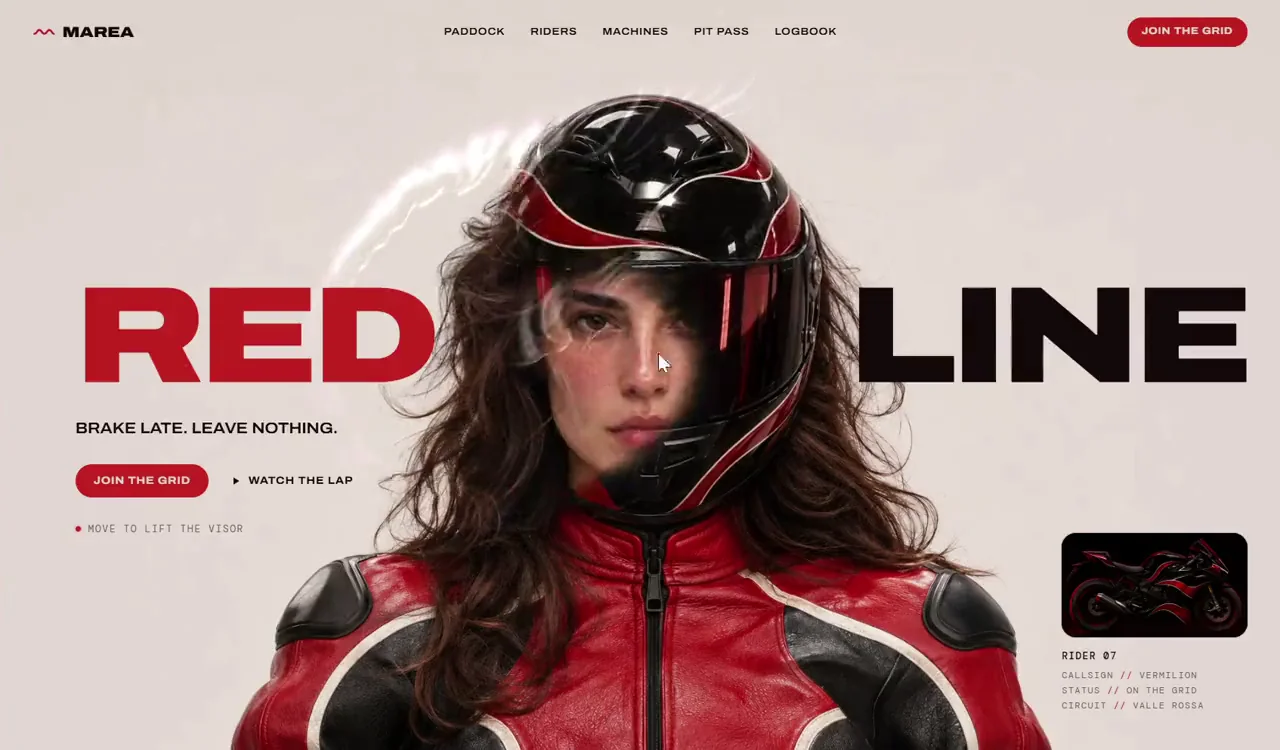 MAREA
PADDOCK RIDERS MACHINES PIT PASS LOGBOOK
JOIN THE GRID
RED LINE
BRAKE LATE. LEAVE NOTHING.
JOIN THE GRID WATCH THE LAP
MOVE TO LIFT THE VISOR
RIDER 07
CALLSIGN // VERMILION
STATUS // ON THE GRID
CIRCUIT // VALLE ROSSA